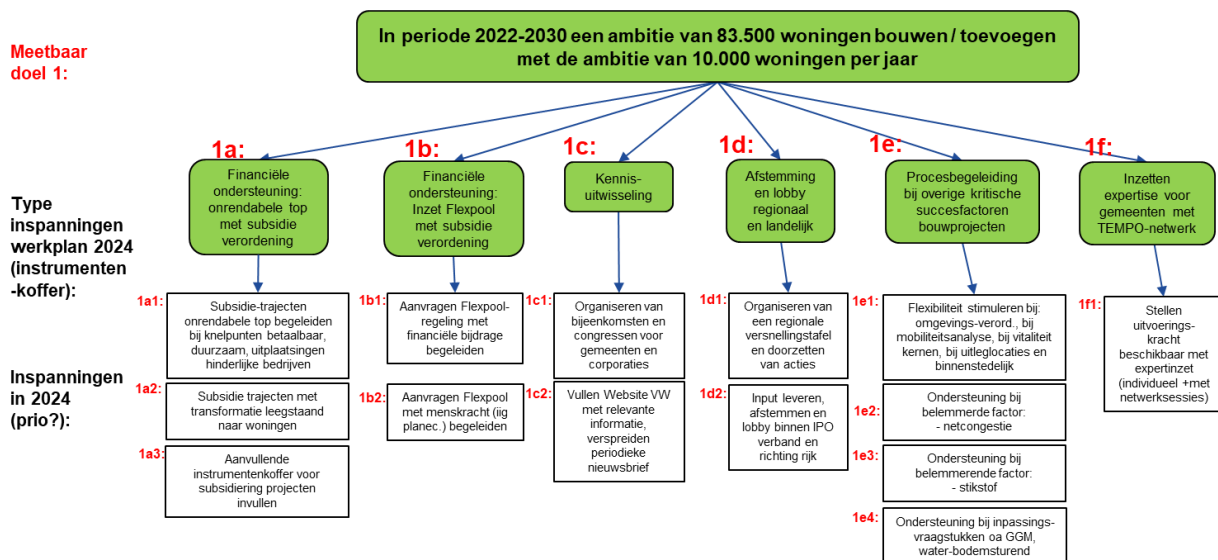 Meetbaar
doel 1:
In periode 2022-2030 een ambitie van 83.500 woningen bouwen / toevoegen
met de ambitie van 10.000 woningen per jaar
Type
inspanningen
werkplan 2024
(instrumenten
-koffer):
1a:
Financiële
ondersteuning:
onrendabele top
met subsidie
verordening
1b:
Financiële
ondersteuning:
Inzet Flexpool
met subsidie
verordening
1c:
Kennis-
uitwisseling
1d:
Afstemming
en lobby
regionaal
en landelijk
1e:
Procesbegeleiding
bij overige kritische
succesfactoren
bouwprojecten
1f:
Inzetten
expertise voor
gemeenten met
TEMPO-netwerk
Inspanningen
in 2024
(prio?):
1a1:
Subsidie-trajecten
onrendabele top begeleiden
bij knelpunten betaalbaar,
duurzaam, uitplaatsingen
hinderlijke bedrijven
1a2:
Subsidie trajecten met
transformatie leegstaand
naar woningen
1a3:
Aanvullende
instrumentenkoffer voor
subsidiering projecten
invullen
1b1:
Aanvragen Flexpool-
regeling met
financiële bijdrage
begeleiden
1b2:
Aanvragen Flexpool
met menskracht (iig
planec.) begeleiden
1c1:
Organiseren van
bijeenkomsten en
congressen voor
gemeenten en
corporaties
1c2:
Vullen Website VW
met relevante
informatie,
verspreiden
periodieke
nieuwsbrief
1d1:
Organiseren van
een regionale
versnellingstafel
en doorzetten
van acties
1d2:
Input leveren,
afstemmen en
lobby binnen IPO
verband en
richting rijk
1e1:
Flexibiliteit stimuleren bij:
omgevings-verord., bij
mobiliteitsanalyse, bij vitaliteit
kernen, bij uitleglocaties en
binnenstedelijk
1e2:
Ondersteuning bij
belemmerde factor:
- netcongestie
1e3:
Ondersteuning bij
belemmerende factor:
- stikstof
1e4:
Ondersteuning bij inpassings-
vraagstukken oa GGM,
water-bodemsturend
1f1:
Stellen
uitvoerings-
kracht
beschikbaar met
expertinzet
(individueel +met
netwerksessies)